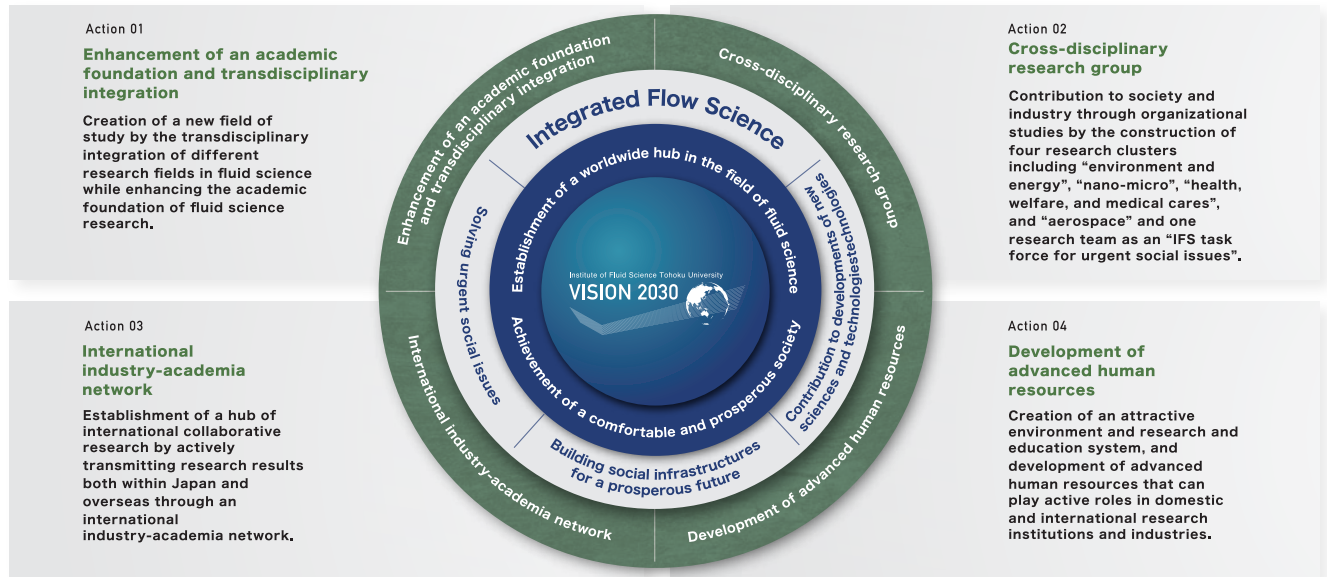 Action 01
Enhancement of an academic
foundation and transdisciplinary
integration
Creation of a new field of
study by the transdisciplinary
integration of different
research fields in fluid science
while enhancing the academic
foundation of fluid science
research.
Action 02
Cross-disciplinary
research group
Contribution to society and
industry through organizational
studies by the construction of
four research clusters
including “environment and
energy”, “nano-micro”, “health,
welfare, and medical cares”,
and “aerospace” and one
research team as an “IFS task
force for urgent social issues”.
Enhancement of an academic foundation
and transdisciplinary integration
Cross-disciplinary research group
Integrated Flow Science
Solving urgent social issues
Contribution to developments of new
sciences and technologiestechnologies
Establishment of a worldwide hub in the field of fluid science
Institute of Fluid Science Tohoku University
VISION 2030
Achievement of a comfortable and prosperous society
Building social infrastructures
for a prosperous future
International industry-academia network
Development of advanced human resources
Action 03
International
industry-academia
network
Establishment of a hub of
international collaborative
research by actively
transmitting research results
both within Japan and
overseas through an
international
industry-academia network.
Action 04
Development of
advanced human
resources
Creation of an attractive
environment and research and
education system, and
development of advanced
human resources that can
play active roles in domestic
and international research
institutions and industries.